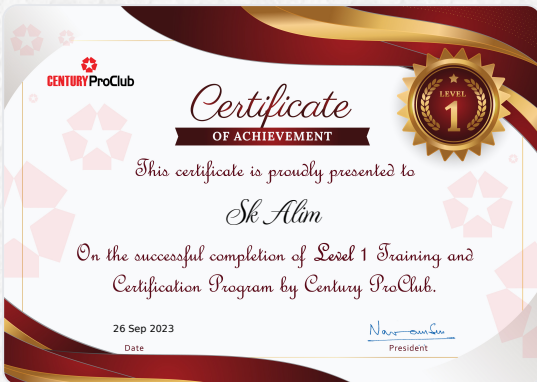 CENTURY ProClub
Certificate
OF ACHIEVEMENT
LEVEL
1
This certificate is proudly presented to
Sk Alim
On the successful completion of Level 1 Training and
Certification Program by Century ProClub.
26 Sep 2023
Date
President